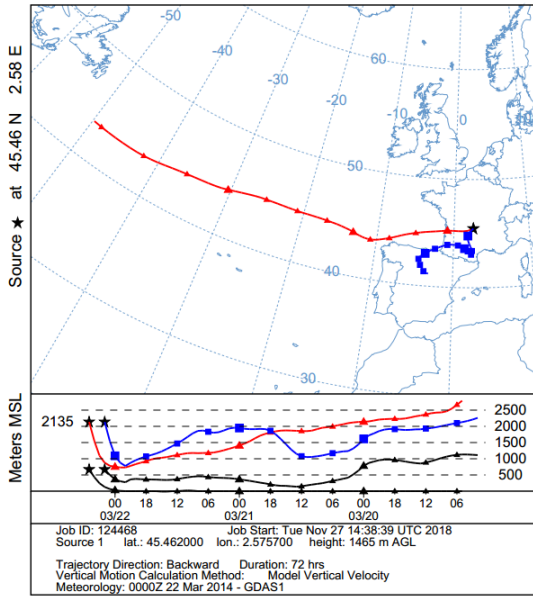 -50
-40
-30
60
-20
-10
0
50
40
30
Source ★ at 45.46 N 2.58 E
Meters MSL
2135
2500
2000
1500
1000
500
00 18 12 06 00 18 12 06 00 18 12 06
03/22 03/21 03/20
Job ID: 124468 Job Start: Tue Nov 27 14:38:39 UTC 2018
Source 1 lat.: 45.462000 lon.: 2.575700 height: 1465 m AGL
Trajectory Direction: Backward Duration: 72 hrs
Vertical Motion Calculation Method: Model Vertical Velocity
Meteorology: 0000Z 22 Mar 2014 - GDAS1